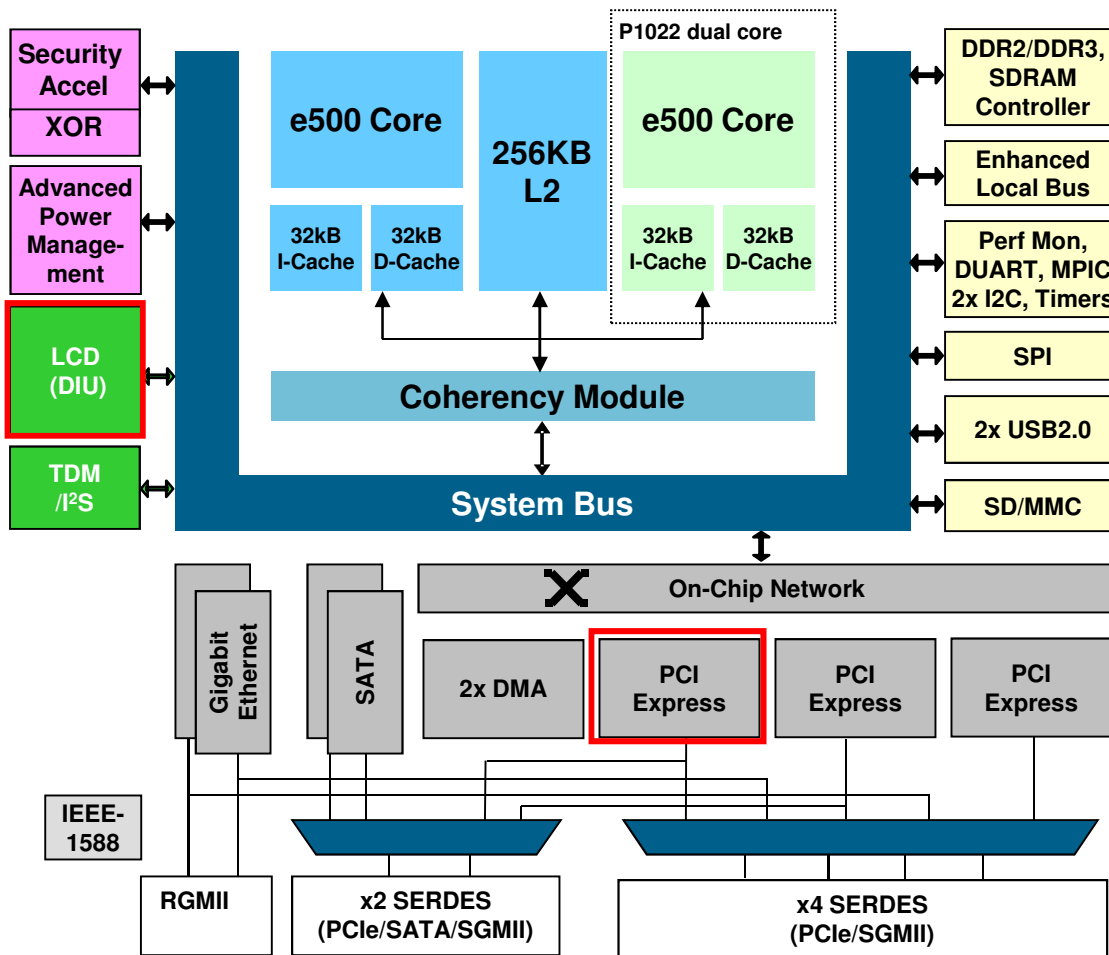 P1022 dual core
Security
Accel
XOR
Advanced
Power
Manage-
ment
LCD
(DIU)
TDM
/I²S
e500 Core
256KB
L2
e500 Core
32kB
I-Cache
32kB
D-Cache
32kB
I-Cache
32kB
D-Cache
Coherency Module
System Bus
DDR2/DDR3,
SDRAM
Controller
Enhanced
Local Bus
Perf Mon,
DUART, MPIC
2x I2C, Timers
SPI
2x USB2.0
SD/MMC
On-Chip Network
Gigabit
Ethernet
SATA
2x DMA
PCI
Express
PCI
Express
PCI
Express
IEEE-
1588
RGMII
x2 SERDES
(PCIe/SATA/SGMII)
x4 SERDES
(PCIe/SGMII)